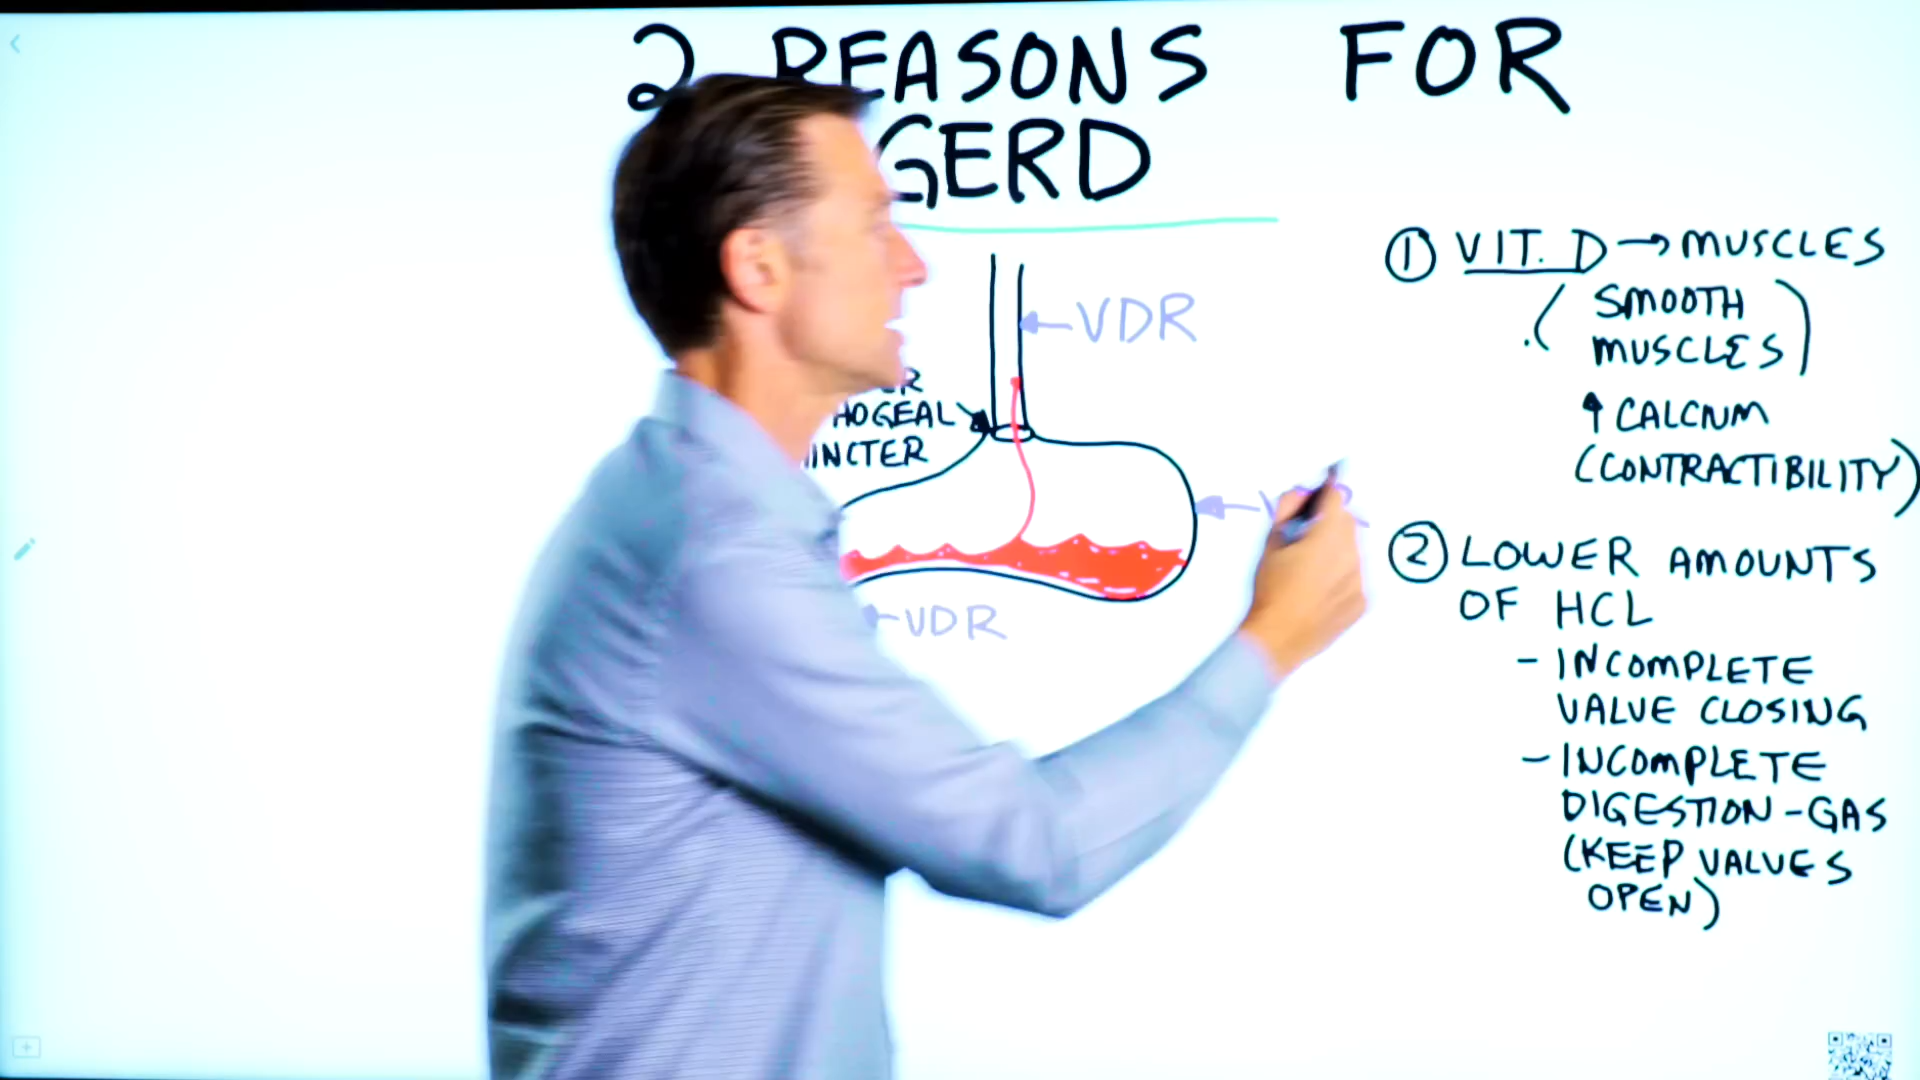 2 REASONS FOR
GERD
VDR
HOGEAL
INCTER
VDR
① VIT. D → MUSCLES
( SMOOTH
MUSCLES )
↑ CALCIUM
(CONTRACTIBILITY)
② LOWER AMOUNTS
OF HCL
- INCOMPLETE
VALVE CLOSING
- INCOMPLETE
DIGESTION - GAS
(KEEP VALVES
OPEN)